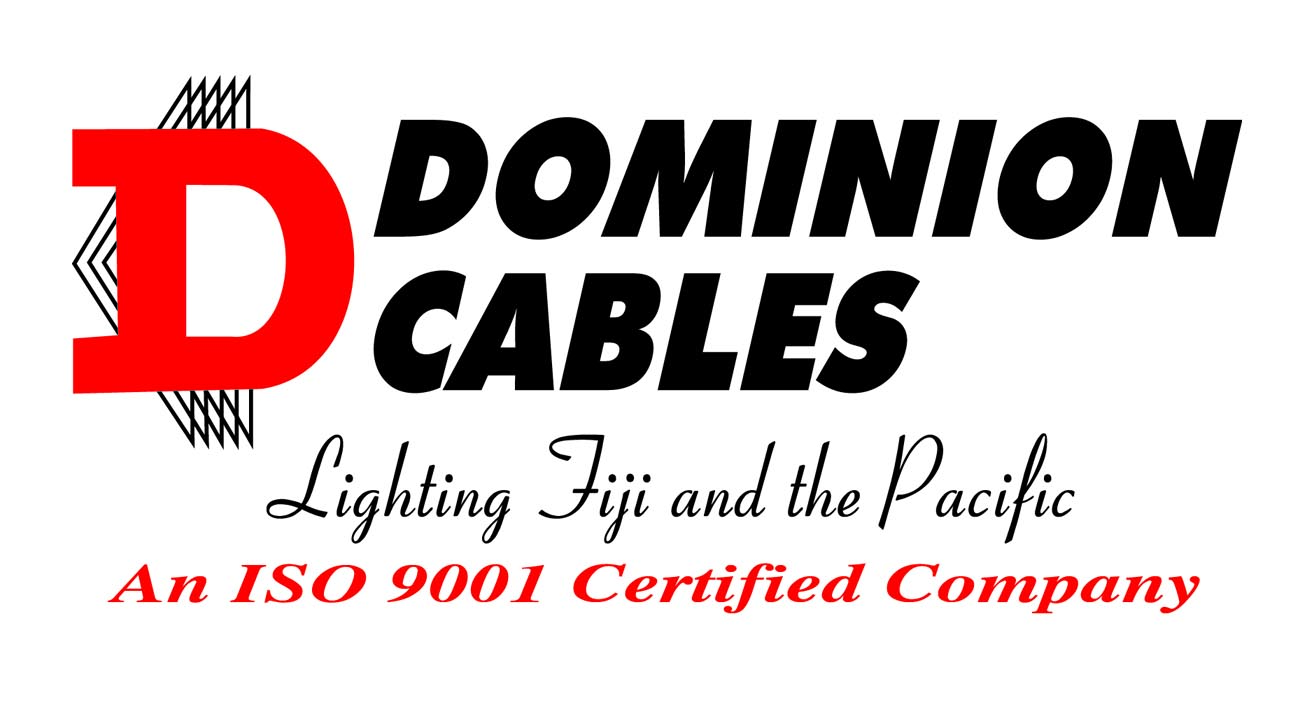 D
DOMINION
CABLES
Lighting Fiji and the Pacific
An ISO 9001 Certified Company